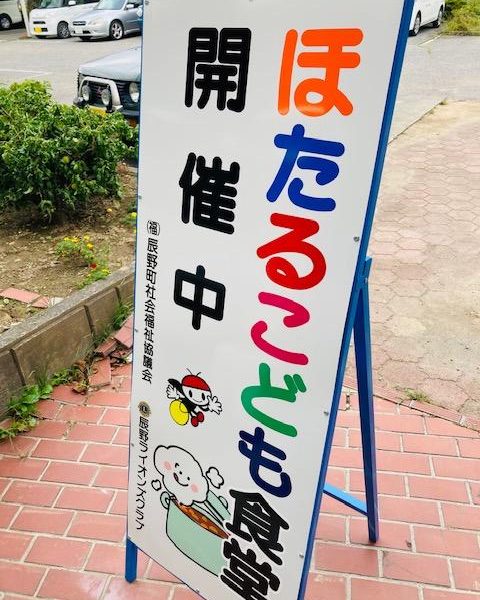 ほたるこども食堂
開催中
福 辰野町社会福祉協議会
辰野ライオンズクラブ